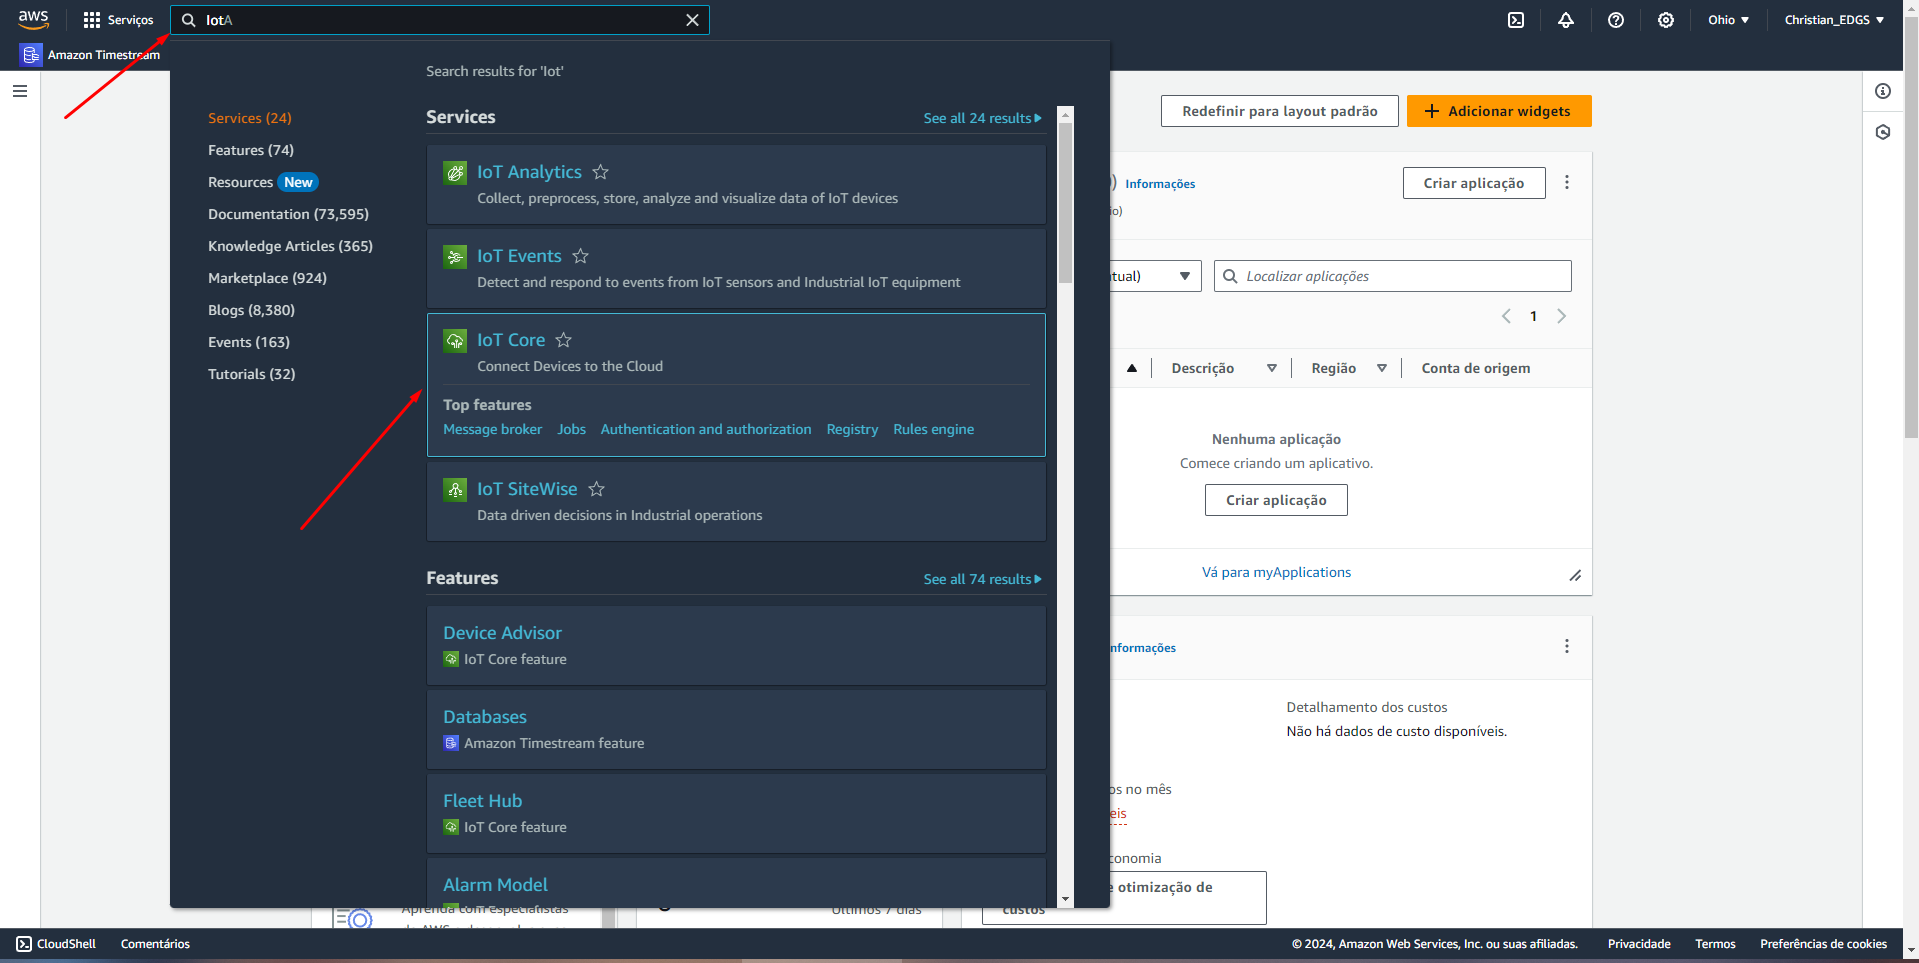 aws
Serviços
IotA
Ohio ▼
Christian_EDGS ▼
Amazon Timestream
Search results for 'Iot'
Services (24)
Features (74)
Resources New
Documentation (73,595)
Knowledge Articles (365)
Marketplace (924)
Blogs (8,380)
Events (163)
Tutorials (32)
Services
See all 24 results
IoT Analytics
Collect, preprocess, store, analyze and visualize data of IoT devices
IoT Events
Detect and respond to events from IoT sensors and Industrial IoT equipment
IoT Core
Connect Devices to the Cloud
Top features
Message broker Jobs Authentication and authorization Registry Rules engine
IoT SiteWise
Data driven decisions in Industrial operations
Features
See all 74 results
Device Advisor
IoT Core feature
Databases
Amazon Timestream feature
Fleet Hub
IoT Core feature
Alarm Model
Redefinir para layout padrão
+ Adicionar widgets
) Informações
Criar aplicação
io)
tual)
Localizar aplicações
1
Descrição
Região
Conta de origem
Nenhuma aplicação
Comece criando um aplicativo.
Criar aplicação
Vá para myApplications
nformações
Detalhamento dos custos
Não há dados de custo disponíveis.
os no mês
eis
conomia
e otimização de
custos
Aprenda com especialistas
Últimos 7 dias
CloudShell
Comentários
© 2024, Amazon Web Services, Inc. ou suas afiliadas.
Privacidade
Termos
Preferências de cookies